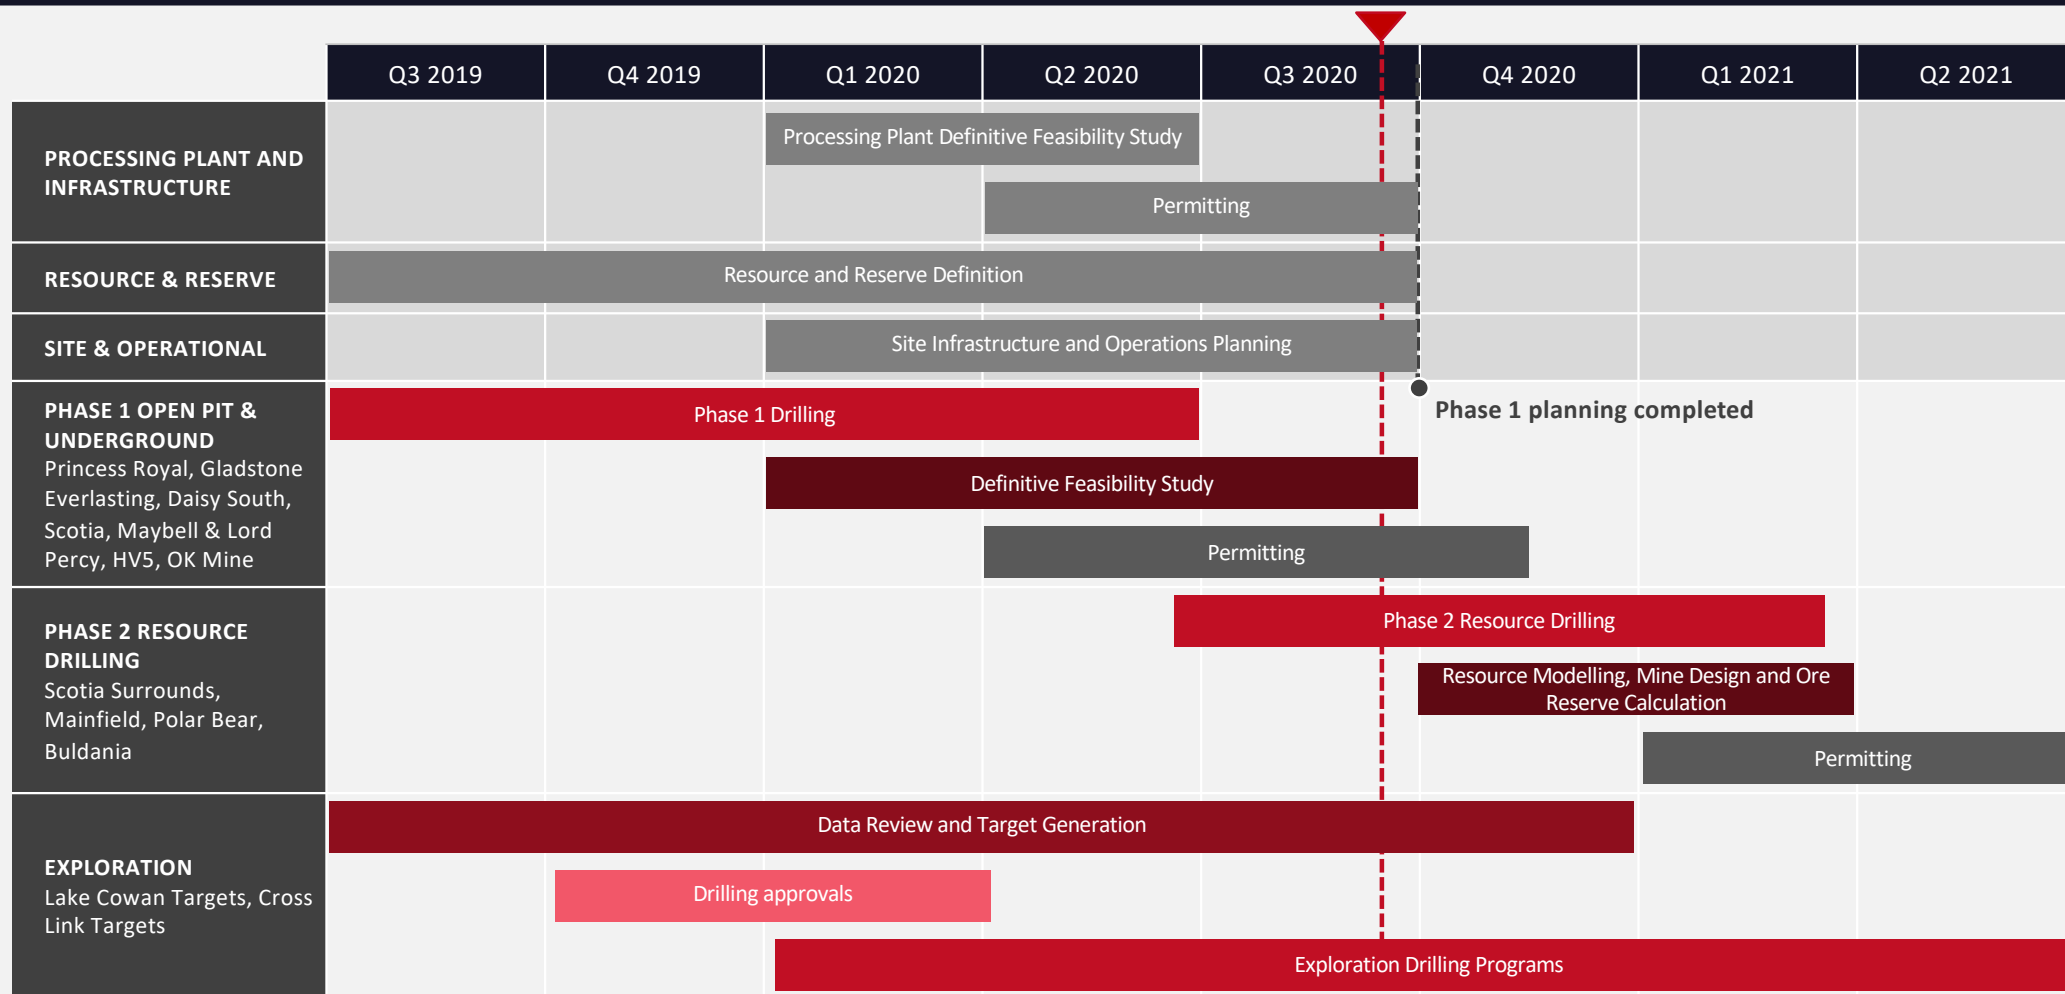 Q3 2019
Q4 2019
Q1 2020
Q2 2020
Q3 2020
Q4 2020
Q1 2021
Q2 2021
PROCESSING PLANT AND
INFRASTRUCTURE
Processing Plant Definitive Feasibility Study
Permitting
RESOURCE & RESERVE
Resource and Reserve Definition
SITE & OPERATIONAL
Site Infrastructure and Operations Planning
PHASE 1 OPEN PIT &
UNDERGROUND
Princess Royal, Gladstone
Everlasting, Daisy South,
Scotia, Maybell & Lord
Percy, HV5, OK Mine
Phase 1 Drilling
Phase 1 planning completed
Definitive Feasibility Study
Permitting
PHASE 2 RESOURCE
DRILLING
Scotia Surrounds,
Mainfield, Polar Bear,
Buldania
Phase 2 Resource Drilling
Resource Modelling, Mine Design and Ore
Reserve Calculation
Permitting
EXPLORATION
Lake Cowan Targets, Cross
Link Targets
Data Review and Target Generation
Drilling approvals
Exploration Drilling Programs